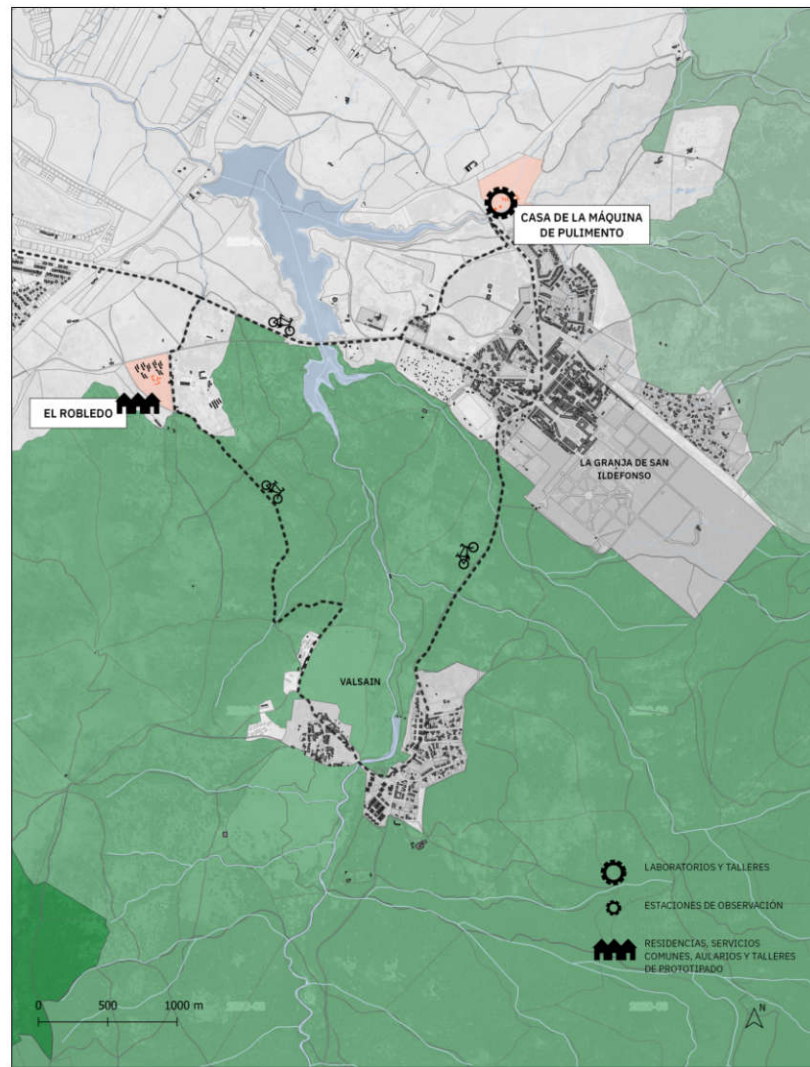 CASA DE LA MÁQUINA
DE PULIMENTO
EL ROBLEDO
LA GRANJA DE SAN
ILDEFONSO
VALSAIN
LABORATORIOS Y TALLERES
ESTACIONES DE OBSERVACIÓN
RESIDENCIAS, SERVICIOS
COMUNES, AULARIOS Y TALLERES
DE PROTOTIPADO
0 500 1000 m
N